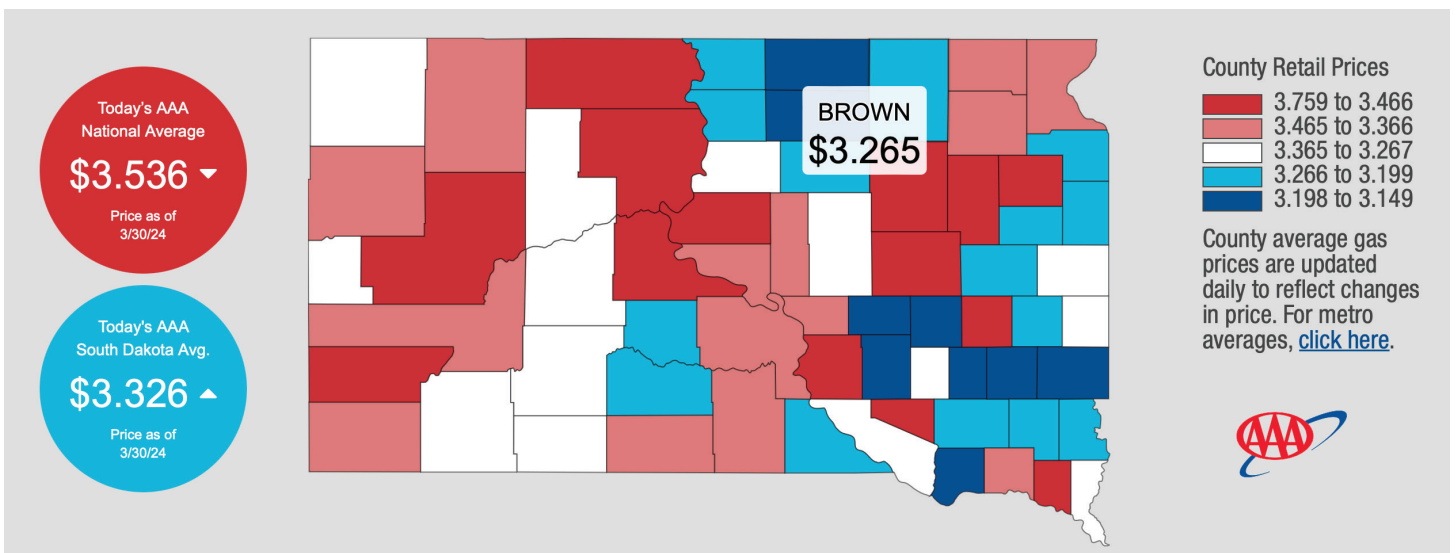 Today's AAA
National Average
$3.536
Price as of
3/30/24
Today's AAA
South Dakota Avg.
$3.326
Price as of
3/30/24
BROWN
$3.265
County Retail Prices
3.759 to 3.466
3.465 to 3.366
3.365 to 3.267
3.266 to 3.199
3.198 to 3.149
County average gas
prices are updated
daily to reflect changes
in price. For metro
averages, click here.
AAA